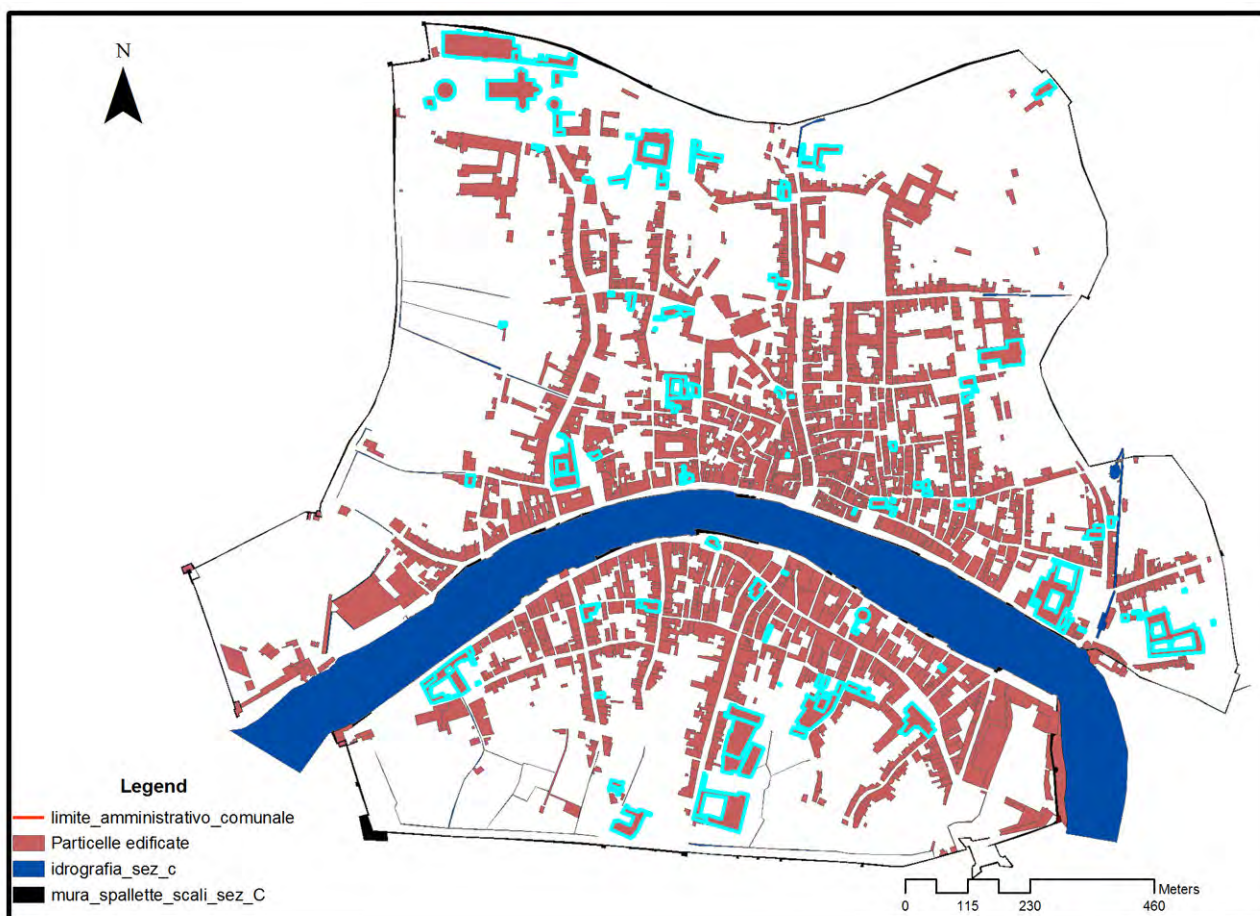 N
Legend
limite_amministrativo_comunale
Particelle edificate
idrografia_sez_c
mura_spallette_scali_sez_C
Meters
0 115 230 460